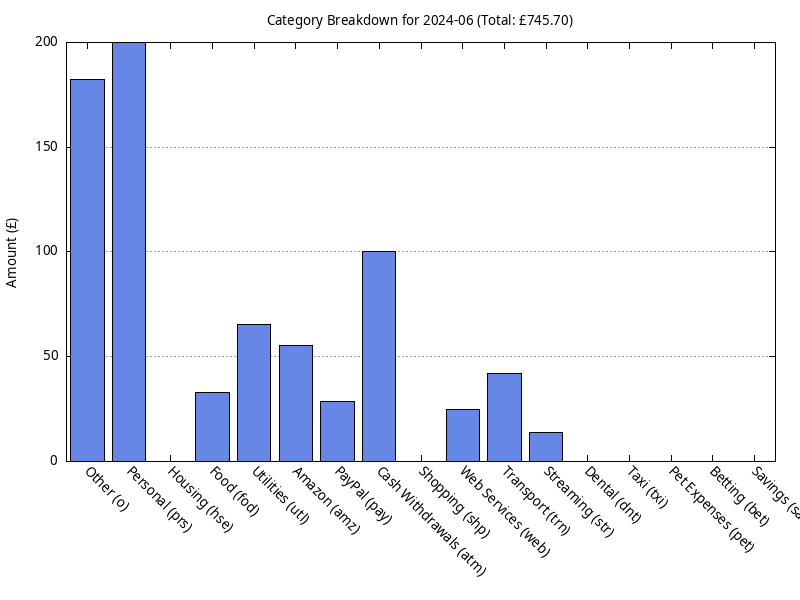 Category Breakdown for 2024-06 (Total: £745.70)
Amount (£)
200
150
100
50
0
Other (o)
Personal (prs)
Housing (hse)
Food (fod)
Utilities (utl)
Amazon (amz)
PayPal (pay)
Cash Withdrawals (atm)
Shopping (shp)
Web Services (web)
Transport (trn)
Streaming (str)
Dental (dnt)
Taxi (txi)
Pet Expenses (pet)
Betting (bet)
Savings